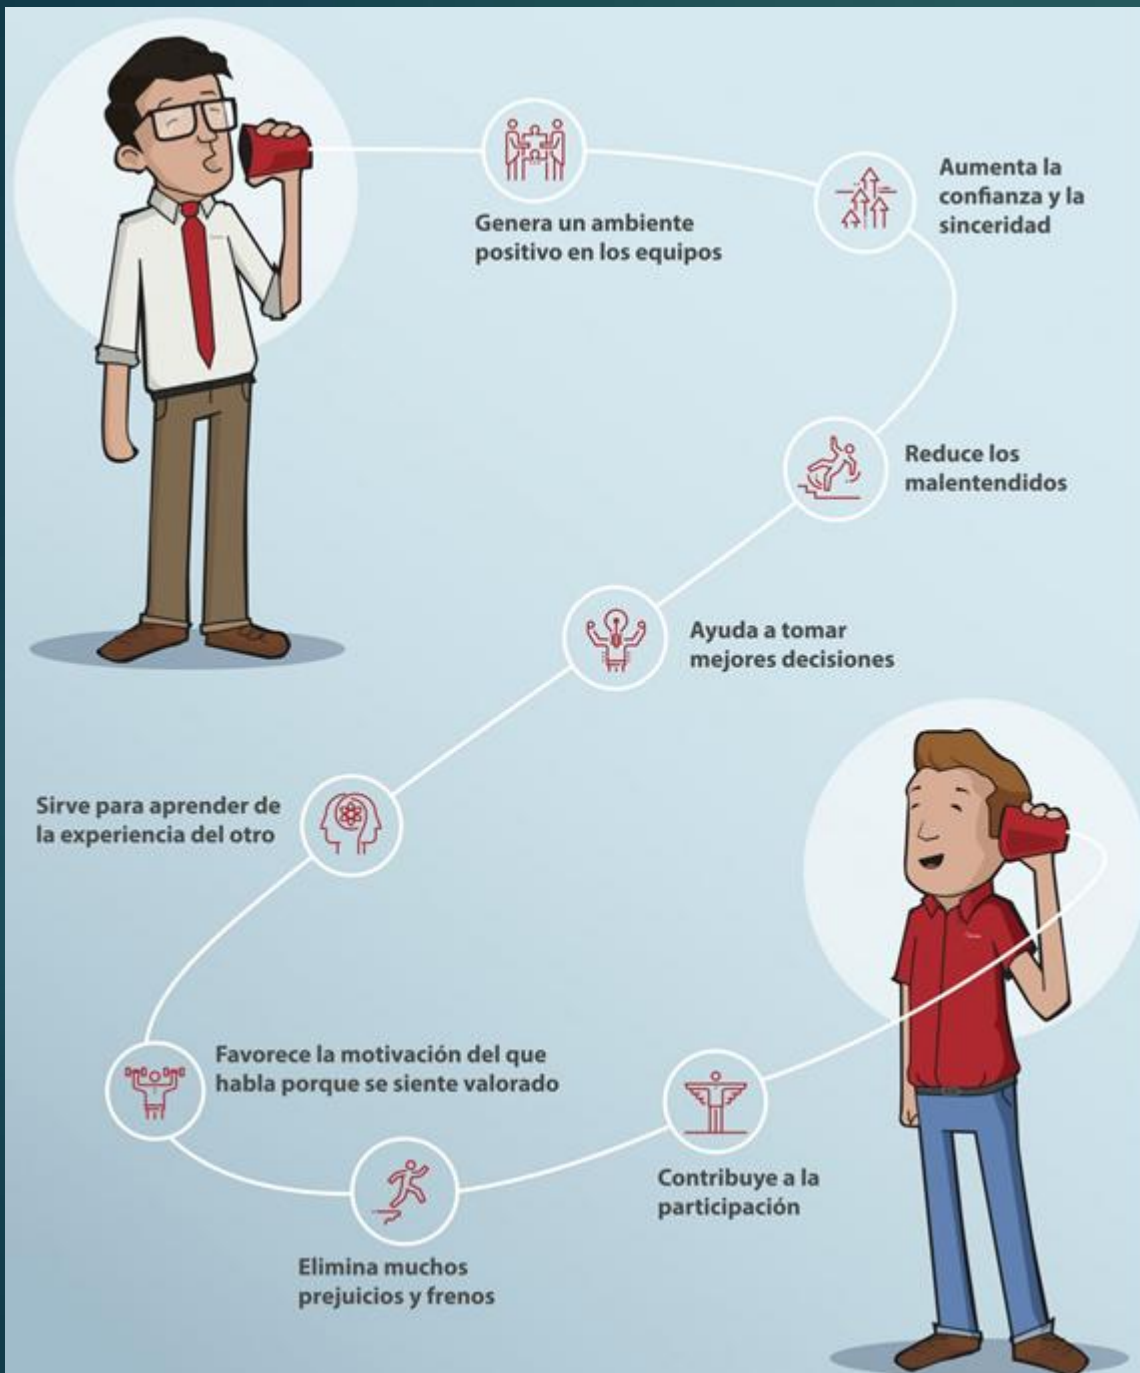 Genera un ambiente
positivo en los equipos
Aumenta la
confianza y la
sinceridad
Reduce los
malentendidos
Ayuda a tomar
mejores decisiones
Sirve para aprender de
la experiencia del otro
Favorece la motivación del que
habla porque se siente valorado
Elimina muchos
prejuicios y frenos
Contribuye a la
participación